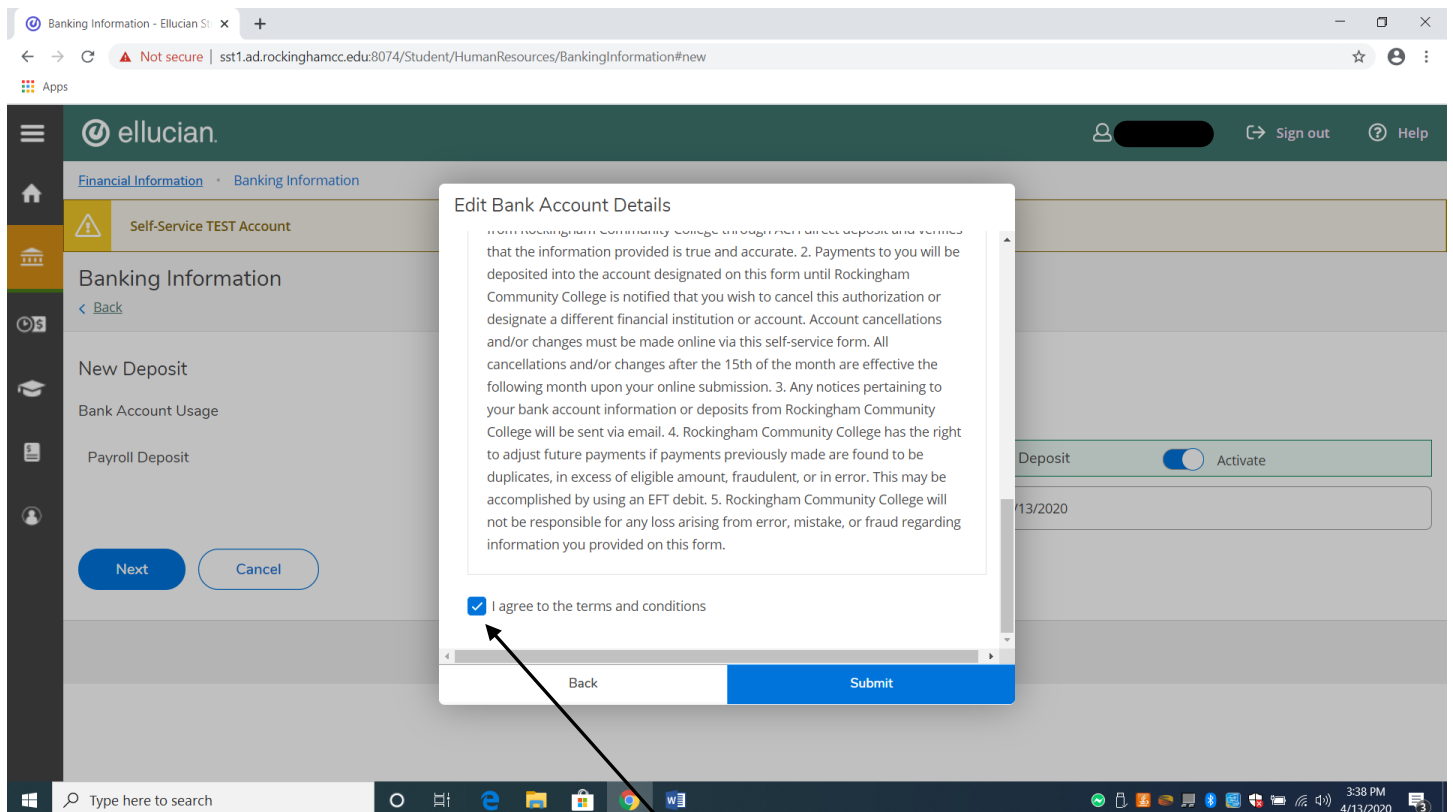 Banking Information - Ellucian St
Not secure | sst1.ad.rockinghamcc.edu:8074/Student/HumanResources/BankingInformation#new
Apps
ellucian.
Sign out
Help
Financial Information • Banking Information
Self-Service TEST Account
Banking Information
Back
New Deposit
Bank Account Usage
Payroll Deposit
Next
Cancel
Edit Bank Account Details
from Rockingham Community College through ACH direct deposit and verifies
that the information provided is true and accurate. 2. Payments to you will be
deposited into the account designated on this form until Rockingham
Community College is notified that you wish to cancel this authorization or
designate a different financial institution or account. Account cancellations
and/or changes must be made online via this self-service form. All
cancellations and/or changes after the 15th of the month are effective the
following month upon your online submission. 3. Any notices pertaining to
your bank account information or deposits from Rockingham Community
College will be sent via email. 4. Rockingham Community College has the right
to adjust future payments if payments previously made are found to be
duplicates, in excess of eligible amount, fraudulent, or in error. This may be
accomplished by using an EFT debit. 5. Rockingham Community College will
not be responsible for any loss arising from error, mistake, or fraud regarding
information you provided on this form.
I agree to the terms and conditions
Back
Submit
Deposit
Activate
/13/2020
Type here to search
3:38 PM
4/13/2020
3